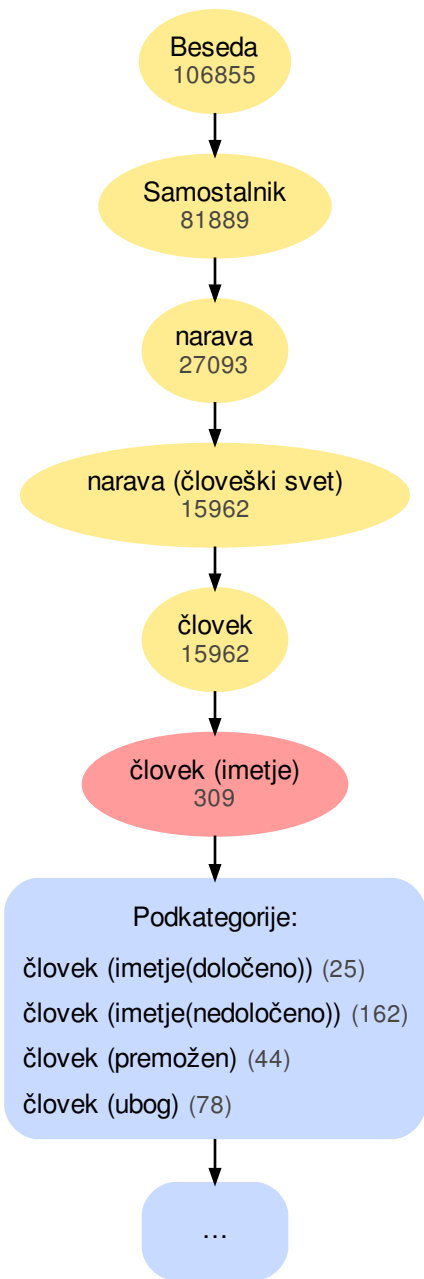 Beseda
106855
Samostalnik
81889
narava
27093
narava (človeški svet)
15962
človek
15962
človek (imetje)
309
Podkategorije:
človek (imetje(določeno)) (25)
človek (imetje(nedoločeno)) (162)
človek (premožen) (44)
človek (ubog) (78)
...